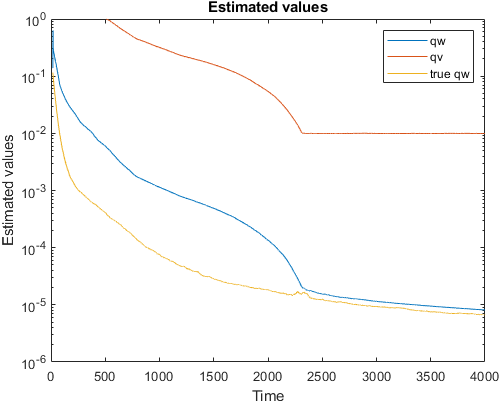 Estimated values
10^0
10^-1
10^-2
10^-3
10^-4
10^-5
10^-6
Estimated values
qw
qv
true qw
0 500 1000 1500 2000 2500 3000 3500 4000
Time